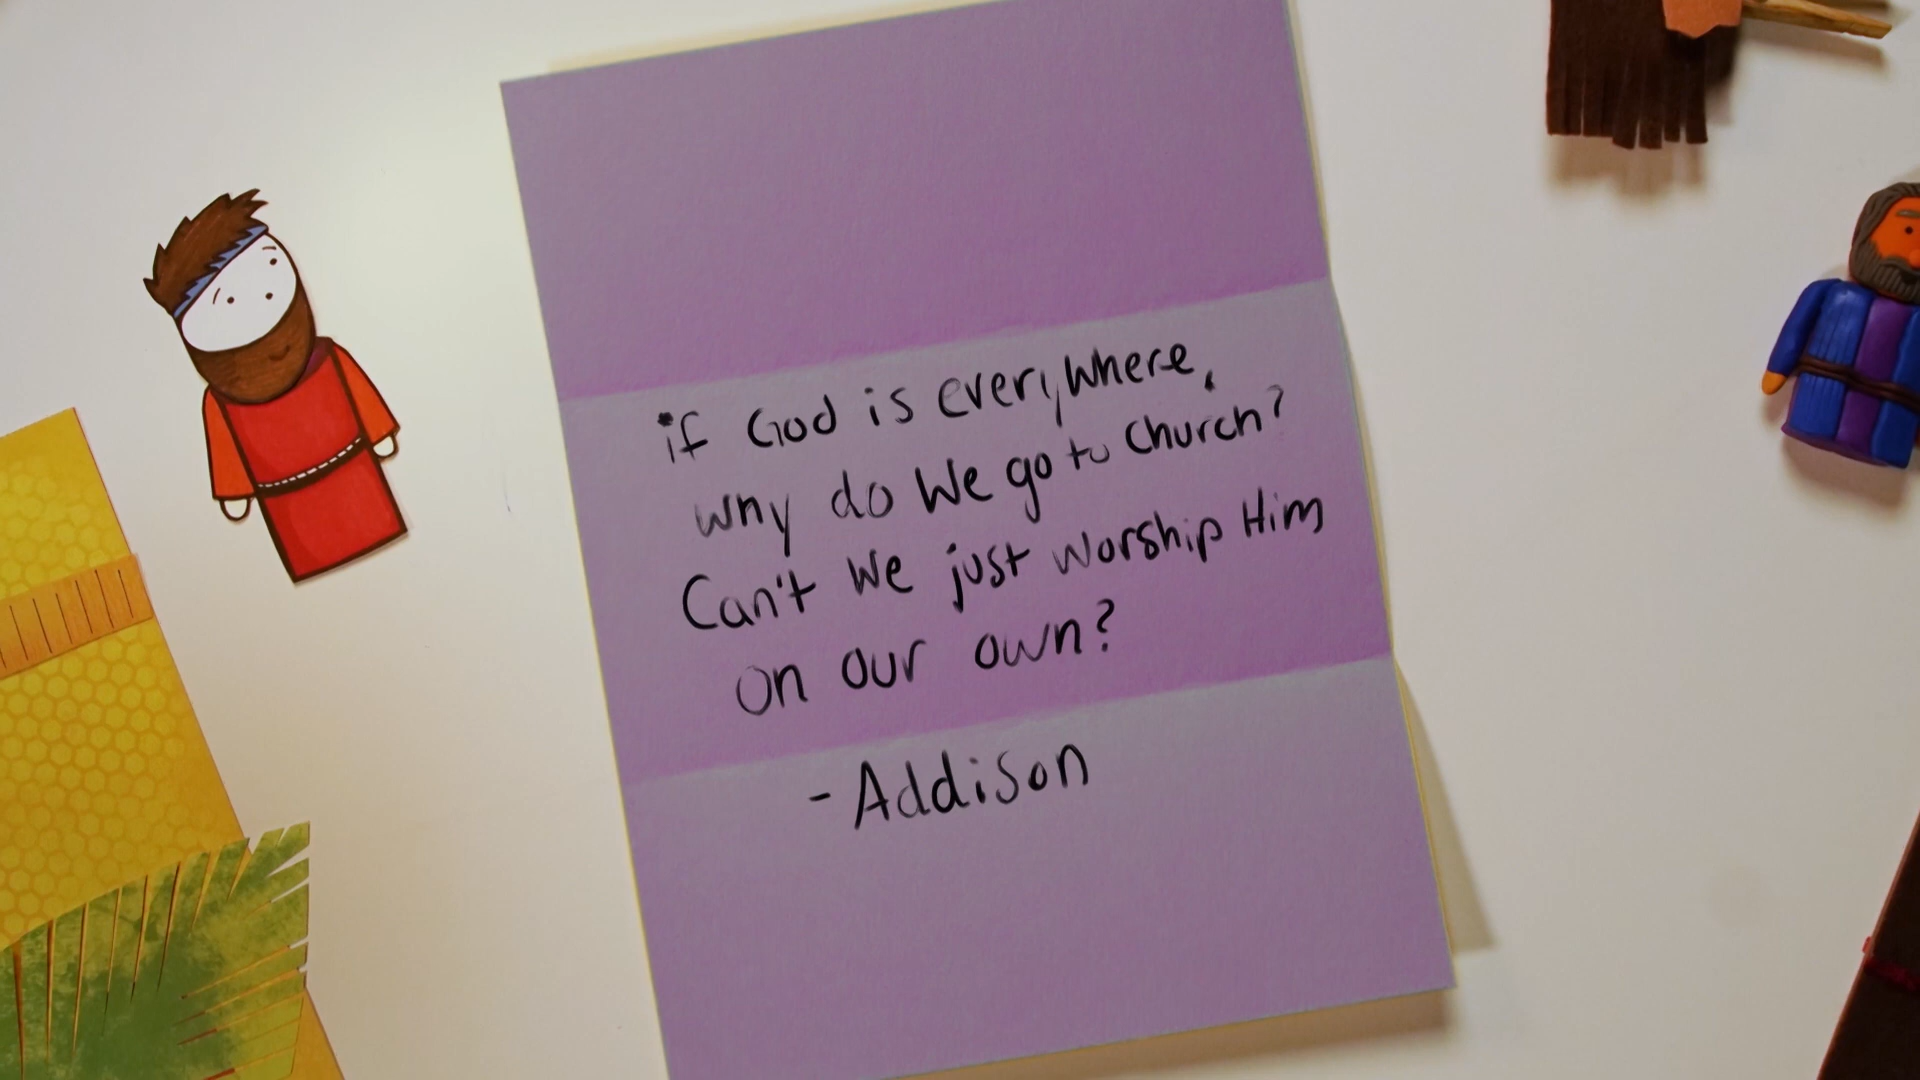 if God is everywhere,
why do we go to church?
Can't we just worship Him
on our own?
- Addison